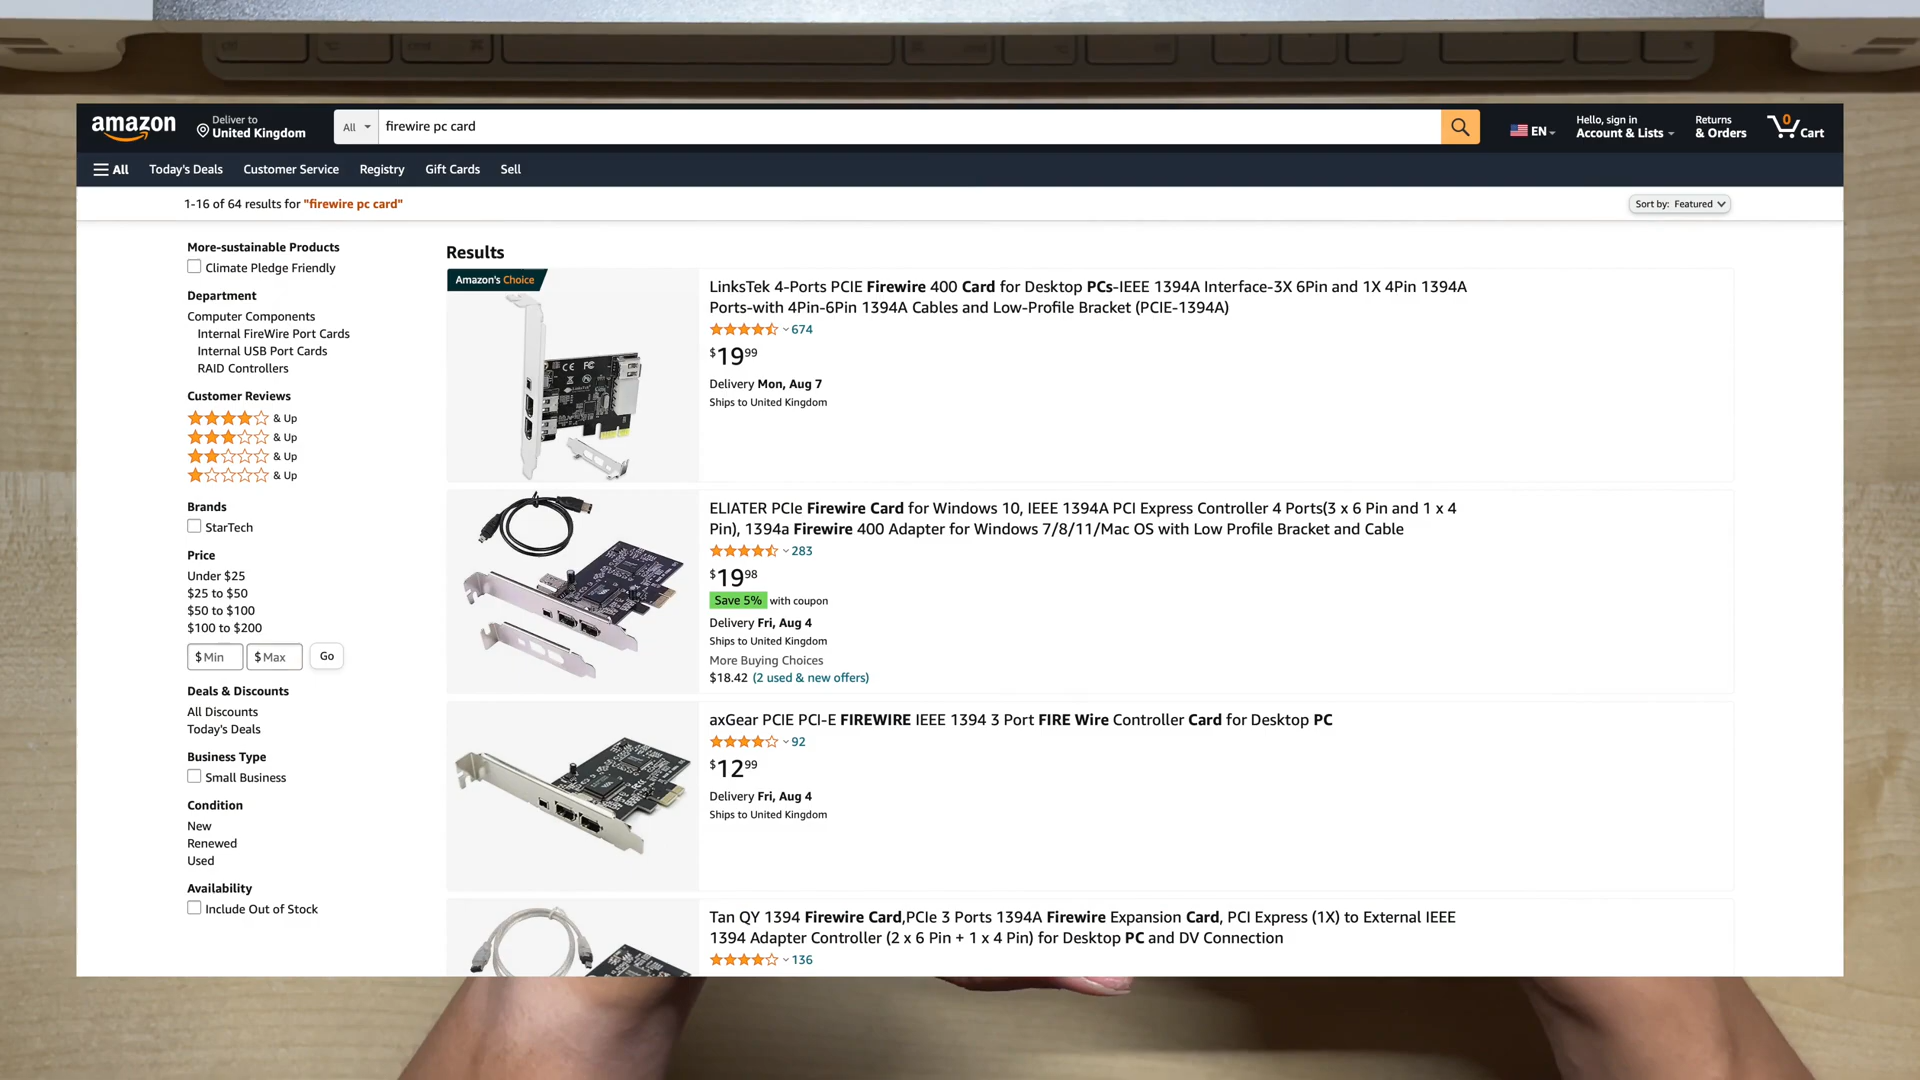 amazon
Deliver to
United Kingdom
All
firewire pc card
EN
Hello, sign in
Account & Lists
Returns
& Orders
0
Cart
All
Today's Deals
Customer Service
Registry
Gift Cards
Sell
1-16 of 64 results for "firewire pc card"
Sort by: Featured
More-sustainable Products
Climate Pledge Friendly
Department
Computer Components
Internal FireWire Port Cards
Internal USB Port Cards
RAID Controllers
Customer Reviews
& Up
& Up
& Up
& Up
Brands
StarTech
Price
Under $25
$25 to $50
$50 to $100
$100 to $200
$ Min
$ Max
Go
Deals & Discounts
All Discounts
Today's Deals
Business Type
Small Business
Condition
New
Renewed
Used
Availability
Include Out of Stock
Results
Amazon's Choice
LinksTek 4-Ports PCIE Firewire 400 Card for Desktop PCs-IEEE 1394A Interface-3X 6Pin and 1X 4Pin 1394A
Ports-with 4Pin-6Pin 1394A Cables and Low-Profile Bracket (PCIE-1394A)
674
$19.99
Delivery Mon, Aug 7
Ships to United Kingdom
ELIATER PCIe Firewire Card for Windows 10, IEEE 1394A PCI Express Controller 4 Ports(3 x 6 Pin and 1 x 4
Pin), 1394a Firewire 400 Adapter for Windows 7/8/11/Mac OS with Low Profile Bracket and Cable
283
$19.98
Save 5% with coupon
Delivery Fri, Aug 4
Ships to United Kingdom
More Buying Choices
$18.42 (2 used & new offers)
axGear PCIE PCI-E FIREWIRE IEEE 1394 3 Port FIRE Wire Controller Card for Desktop PC
92
$12.99
Delivery Fri, Aug 4
Ships to United Kingdom
Tan QY 1394 Firewire Card,PCIe 3 Ports 1394A Firewire Expansion Card, PCI Express (1X) to External IEEE
1394 Adapter Controller (2 x 6 Pin + 1 x 4 Pin) for Desktop PC and DV Connection
136